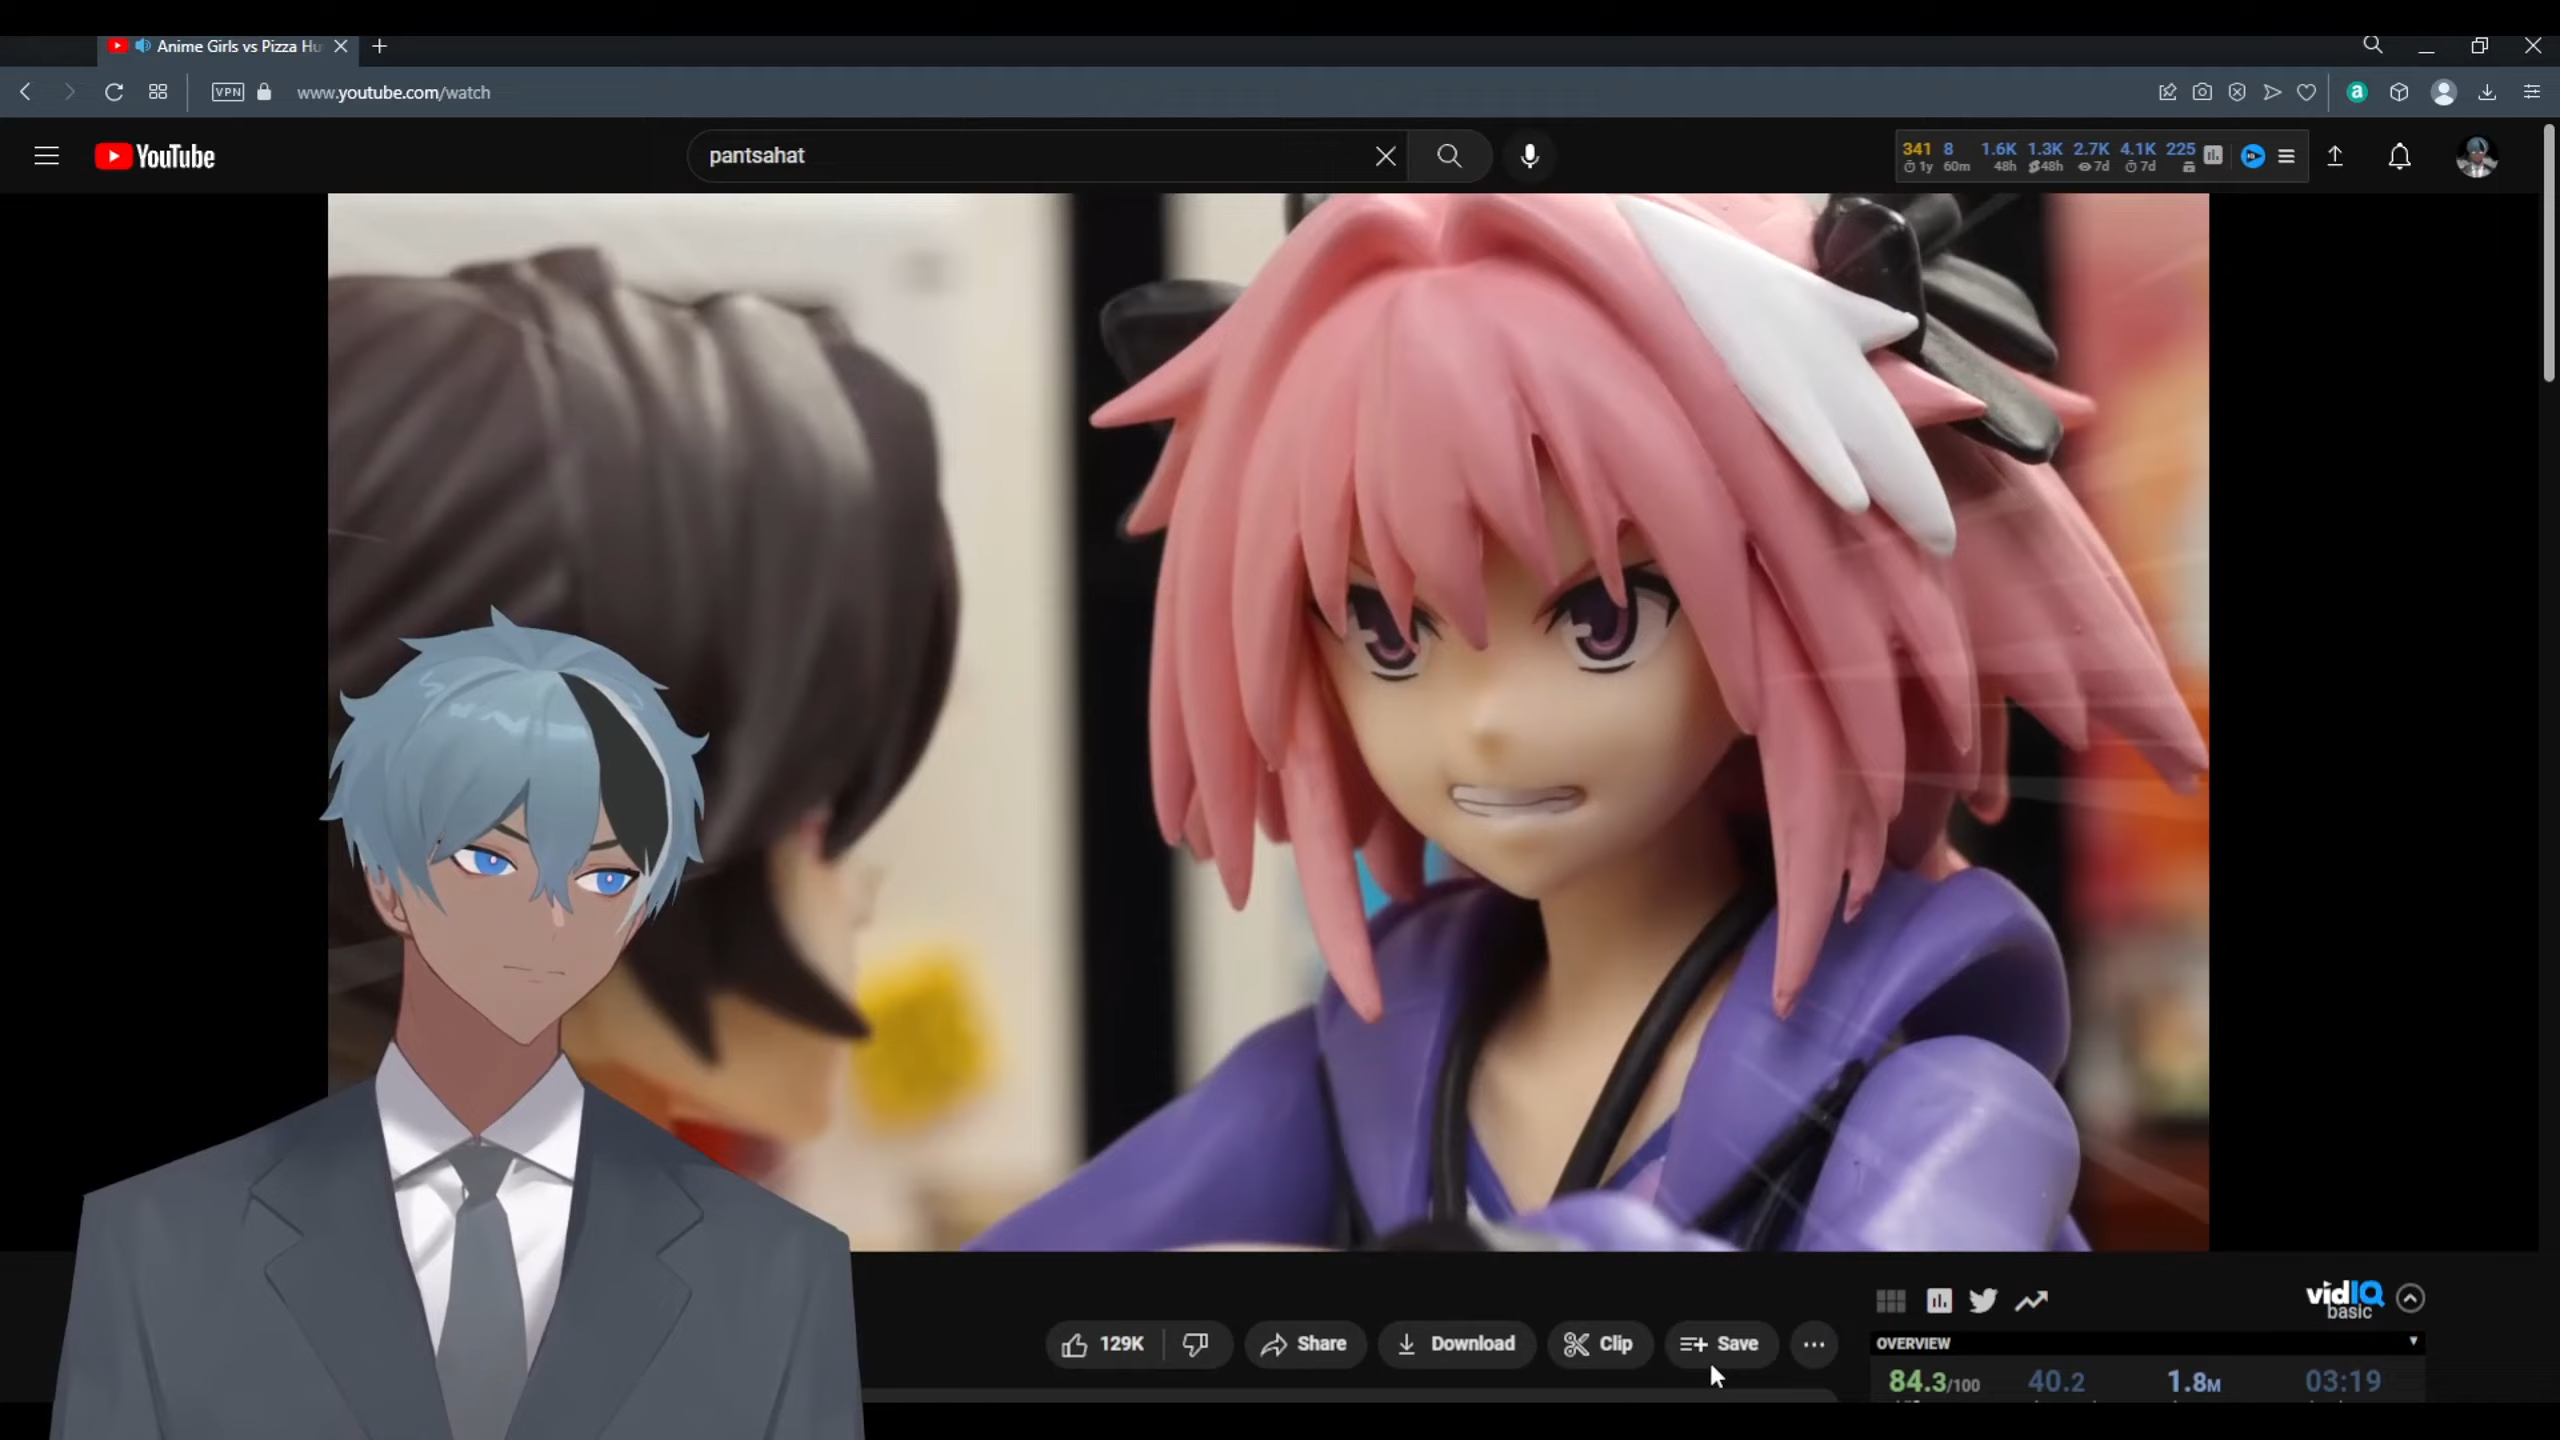 Anime Girls vs Pizza Hu
VPN
www.youtube.com/watch
YouTube
pantsahat
341 8 1.6K 1.3K 2.7K 4.1K 225
1y 60m 48h 48h 7d 7d
a
129K
Share
Download
Clip
Save
vidIQ
basic
OVERVIEW
84.3/100 40.2 1.8M 03:19